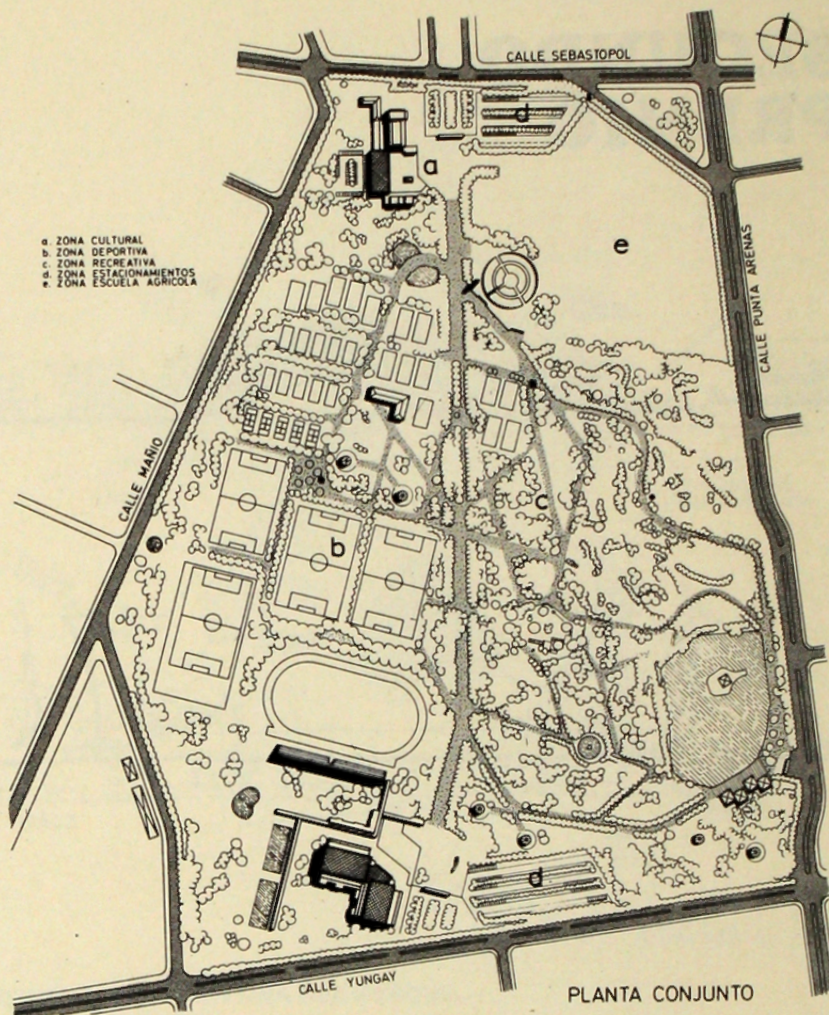 CALLE SEBASTOPOL
d
a
a. ZONA CULTURAL
b. ZONA DEPORTIVA
c. ZONA RECREATIVA
d. ZONA ESTACIONAMIENTOS
e. ZONA ESCUELA AGRICOLA
e
CALLE PUNTA ARENAS
CALLE MAÑIO
c
b
d
CALLE YUNGAY
PLANTA CONJUNTO